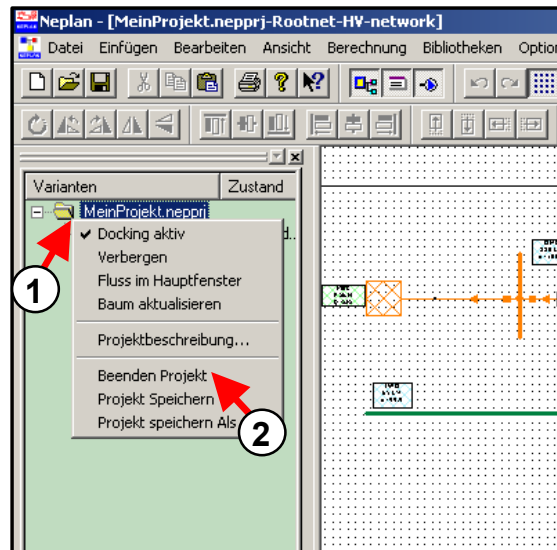 Neplan - [MeinProjekt.nepprj-Rootnet-HV-network]
Datei Einfügen Bearbeiten Ansicht Berechnung Bibliotheken Optio
Varianten Zustand
MeinProjekt.nepprj
Docking aktiv
Verbergen
Fluss im Hauptfenster
Baum aktualisieren
Projektbeschreibung...
Beenden Projekt
Projekt Speichern
Projekt speichern Als
1
2